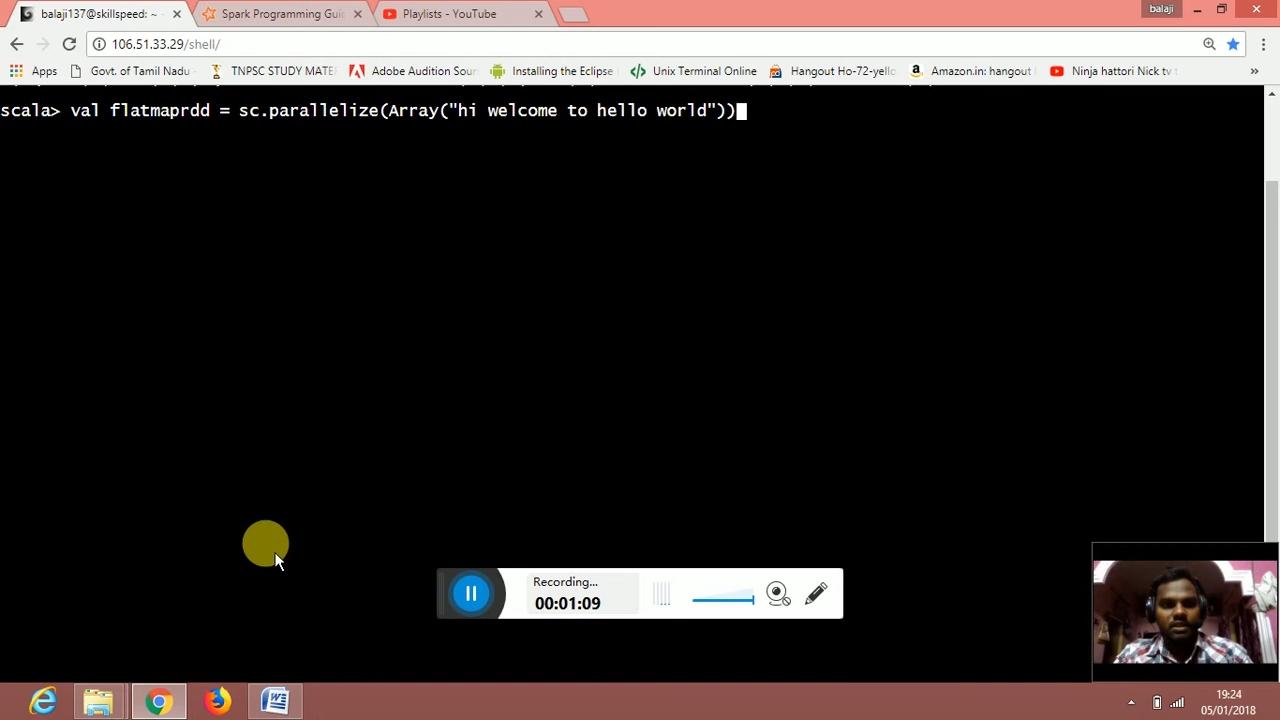 balaji137@skillspeed: ~
Spark Programming Gui
Playlists - YouTube
balaji
106.51.33.29/shell/
Apps
Govt. of Tamil Nadu
TNPSC STUDY MATE
Adobe Audition Sour
Installing the Eclipse
Unix Terminal Online
Hangout Ho-72-yello
Amazon.in: hangout
Ninja hattori Nick tv
»
scala> val flatmaprdd = sc.parallelize(Array("hi welcome to hello world"))
Recording...
00:01:09
19:24
05/01/2018